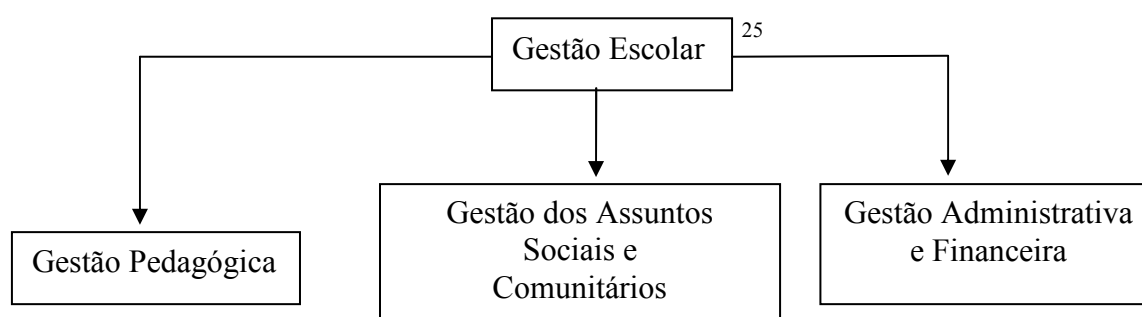 Gestão Escolar
25
Gestão Pedagógica
Gestão dos Assuntos
Sociais e
Comunitários
Gestão Administrativa
e Financeira